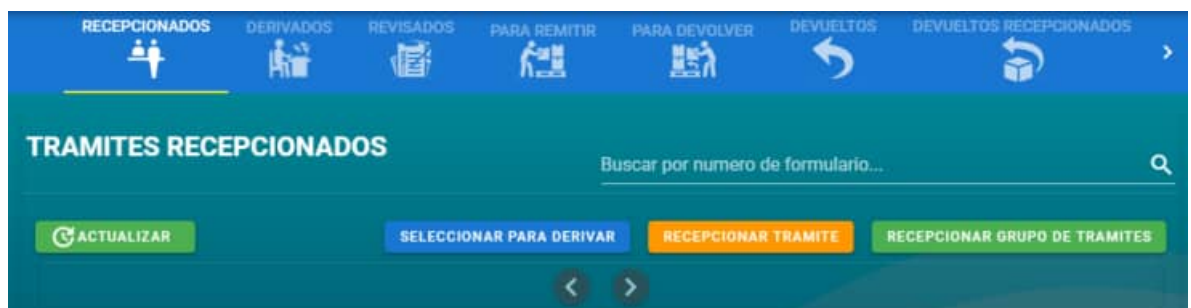 RECEPCIONADOS DERIVADOS REVISADOS PARA REMITIR PARA DEVOLVER DEVUELTOS DEVUELTOS RECEPCIONADOS
TRAMITES RECEPCIONADOS
Buscar por numero de formulario...
ACTUALIZAR SELECCIONAR PARA DERIVAR RECEPCIONAR TRAMITE RECEPCIONAR GRUPO DE TRAMITES